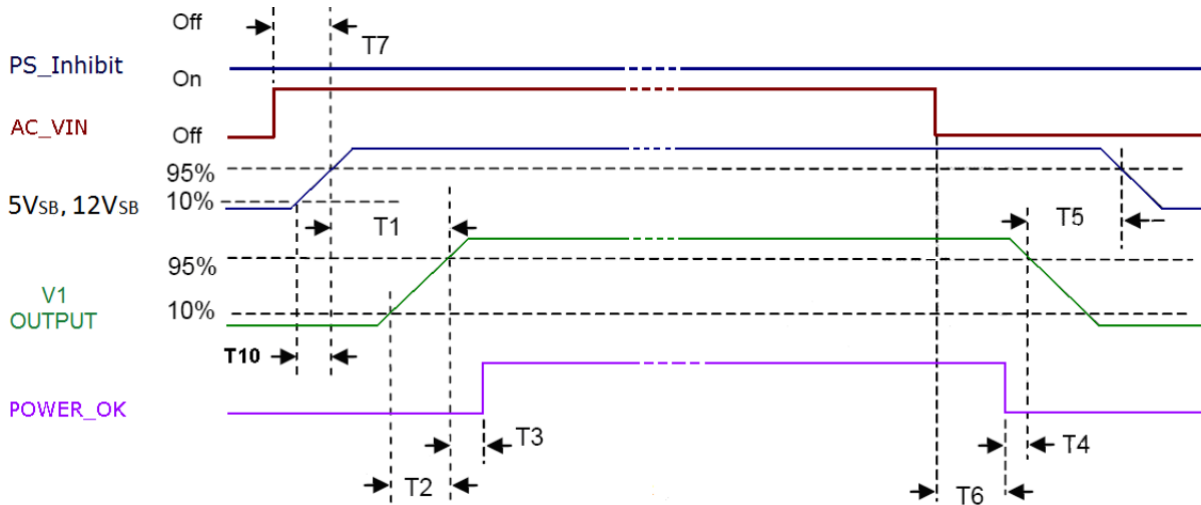 Off
T7
PS_Inhibit
On
AC_VIN
Off
95%
10%
5VSB, 12VSB
T1
T5
95%
V1
OUTPUT
10%
T10
POWER_OK
T3
T4
T2
T6